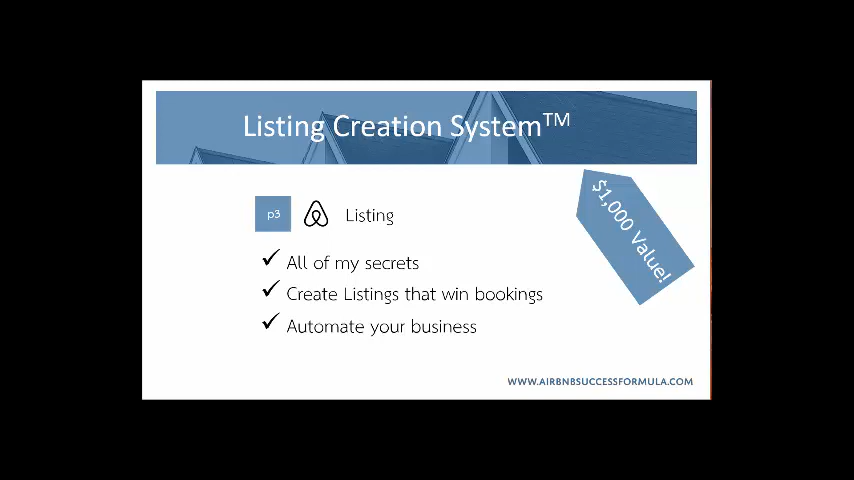 Listing Creation System™
$1,000 Value!
p3 Listing
✓ All of my secrets
✓ Create Listings that win bookings
✓ Automate your business
WWW.AIRBNBSUCCESSFORMULA.COM